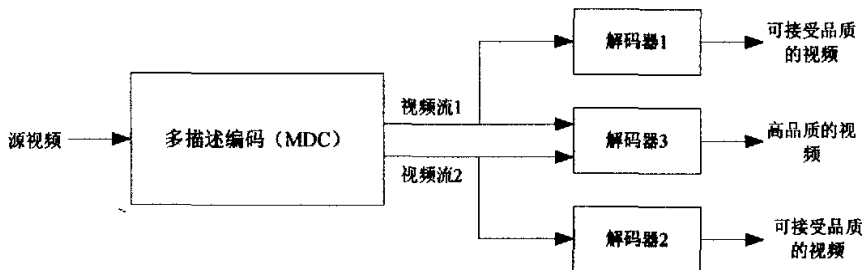 解码器1
可接受品质
的视频
源视频
多描述编码（MDC）
视频流1
视频流2
解码器3
高品质的视
频
解码器2
可接受品质
的视频